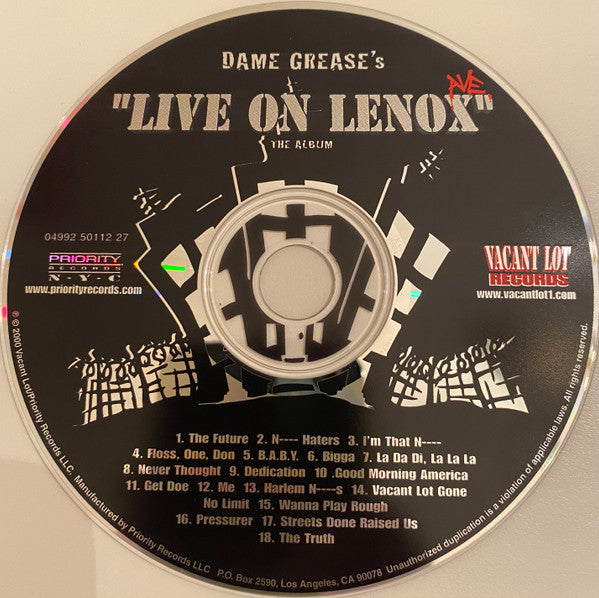 DAME GREASE's
AVE.
"LIVE ON LENOX"
THE ALBUM
04992 50112 27
PRIORITY
RECORDS
N·Y·C
www.priorityrecords.com
VACANT LOT
RECORDS
www.vacantlot1.com
1. The Future 2. N---- Haters 3. I'm That N----
4. Floss, One, Don 5. B.A.B.Y. 6. Bigga 7. La Da Di, La La La
8. Never Thought 9. Dedication 10 .Good Morning America
11. Get Doe 12. Me 13. Harlem N----s 14. Vacant Lot Gone
No Limit 15. Wanna Play Rough
16. Pressurer 17. Streets Done Raised Us
18. The Truth
℗ © 2000 Vacant Lot/Priority Records LLC. Manufactured by Priority Records LLC P.O. Box 2590, Los Angeles, CA 90078 Unauthorized duplication is a violation of applicable laws. All rights reserved.